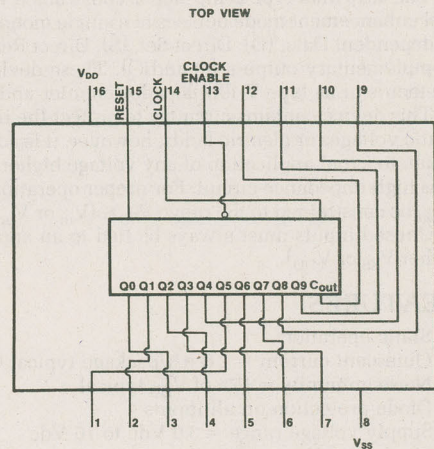 TOP VIEW
CLOCK
ENABLE
VDD
RESET
CLOCK
16 15 14 13 12 11 10 9
Q0 Q1 Q2 Q3 Q4 Q5 Q6 Q7 Q8 Q9 Cout
1 2 3 4 5 6 7 8
VSS